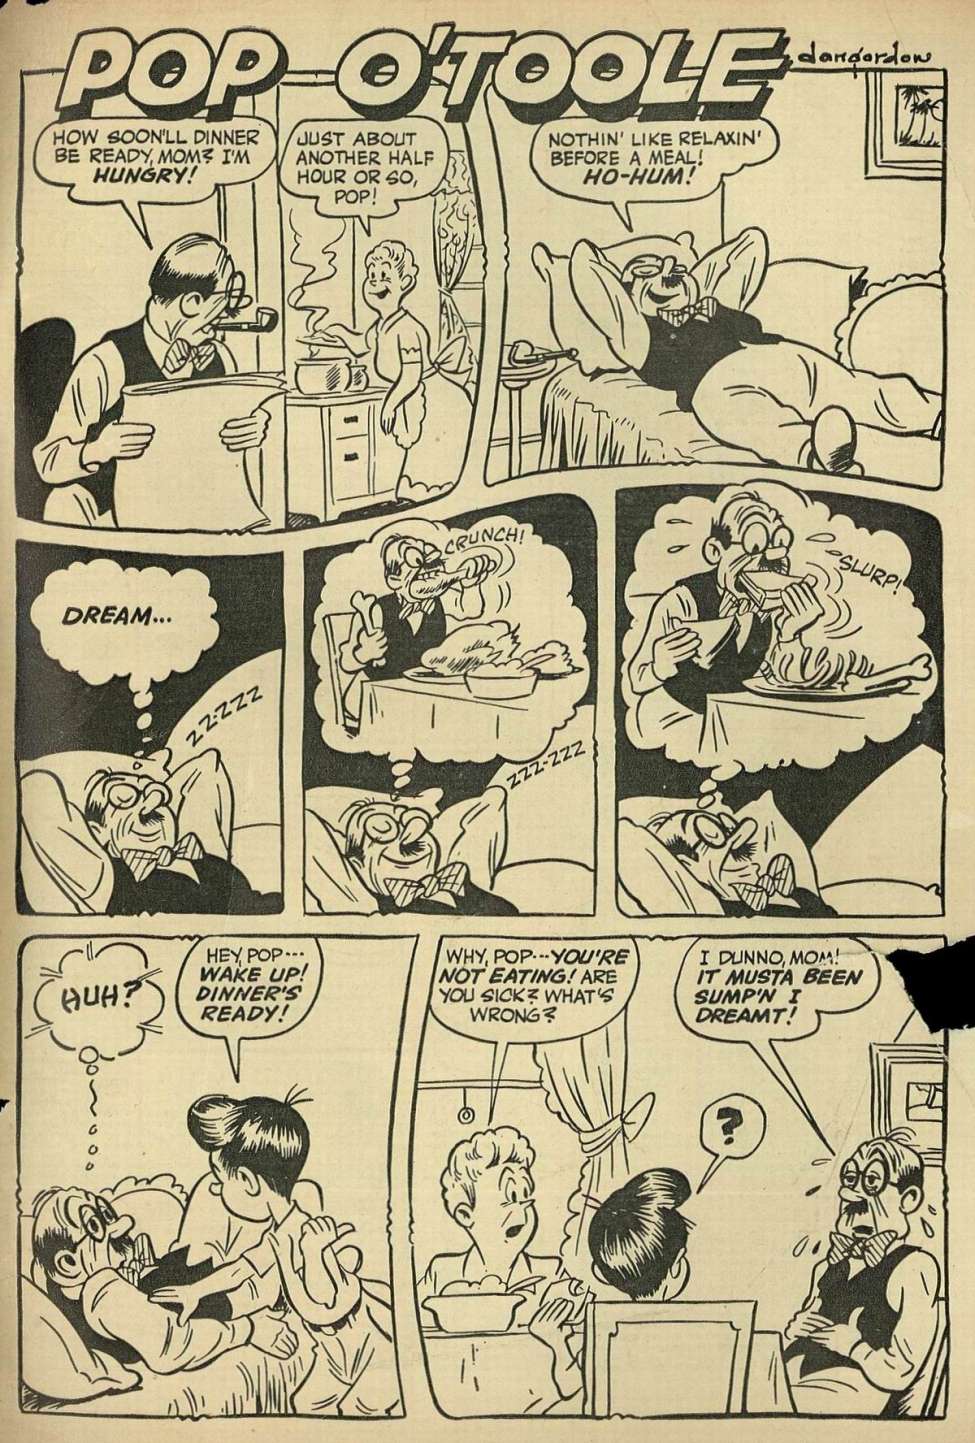 POP O'TOOLE
dangordon
HOW SOON'LL DINNER
BE READY, MOM? I'M
HUNGRY!
JUST ABOUT
ANOTHER HALF
HOUR OR SO,
POP!
NOTHIN' LIKE RELAXIN'
BEFORE A MEAL!
HO-HUM!
DREAM...
ZZ-ZZZ
CRUNCH!
ZZZ-ZZZ
SLURP!
HUH?
HEY, POP---
WAKE UP!
DINNER'S
READY!
WHY, POP---YOU'RE
NOT EATING! ARE
YOU SICK? WHAT'S
WRONG?
I DUNNO, MOM!
IT MUSTA BEEN
SUMP'N I
DREAMT!
?